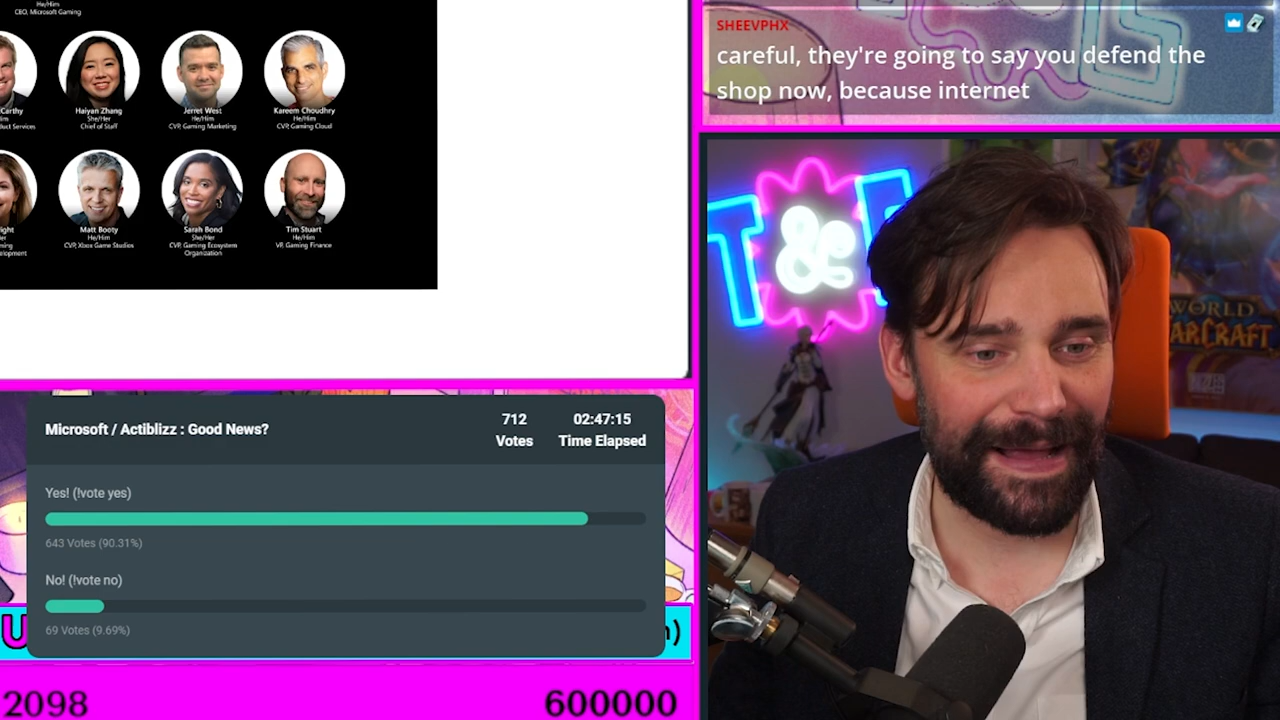 He/Him
CEO, Microsoft Gaming
Haiyan Zhang
She/Her
Chief of Staff
Jerret West
He/Him
CVP, Gaming Marketing
Kareem Choudhry
He/Him
CVP, Gaming Cloud
Matt Booty
He/Him
CVP, Xbox Game Studios
Sarah Bond
She/Her
CVP, Gaming Ecosystem
Organization
Tim Stuart
He/Him
VP, Gaming Finance
SHEEVPHX
careful, they're going to say you defend the
shop now, because internet
T&
WORLD
WARCRAFT
Microsoft / Actiblizz : Good News?
712
Votes
02:47:15
Time Elapsed
Yes! (!vote yes)
643 Votes (90.31%)
No! (!vote no)
69 Votes (9.69%)
2098
600000